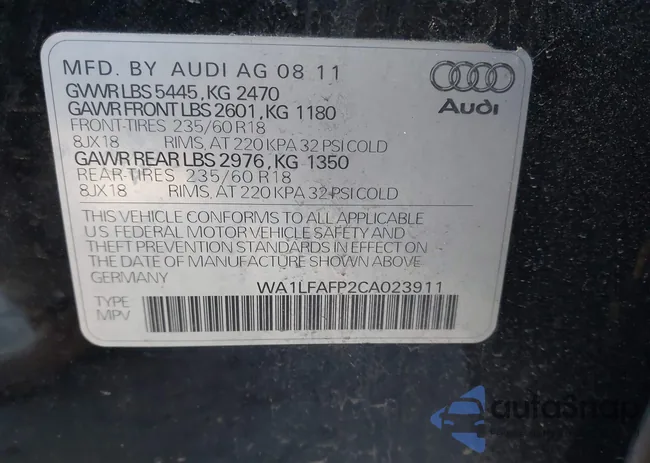 MFD. BY AUDI AG 08 11
GVWR LBS 5445, KG 2470
GAWR FRONT LBS 2601, KG 1180
FRONT-TIRES 235/60 R18
8JX18 RIMS, AT 220 KPA 32 PSI COLD
GAWR REAR LBS 2976, KG 1350
REAR-TIRES 235/60 R18
8JX18 RIMS, AT 220 KPA 32 PSI COLD
Audi
THIS VEHICLE CONFORMS TO ALL APPLICABLE
US FEDERAL MOTOR VEHICLE SAFETY AND
THEFT PREVENTION STANDARDS IN EFFECT ON
THE DATE OF MANUFACTURE SHOWN ABOVE
GERMANY WA1LFAFP2CA023911
TYPE
MPV
autoSnap